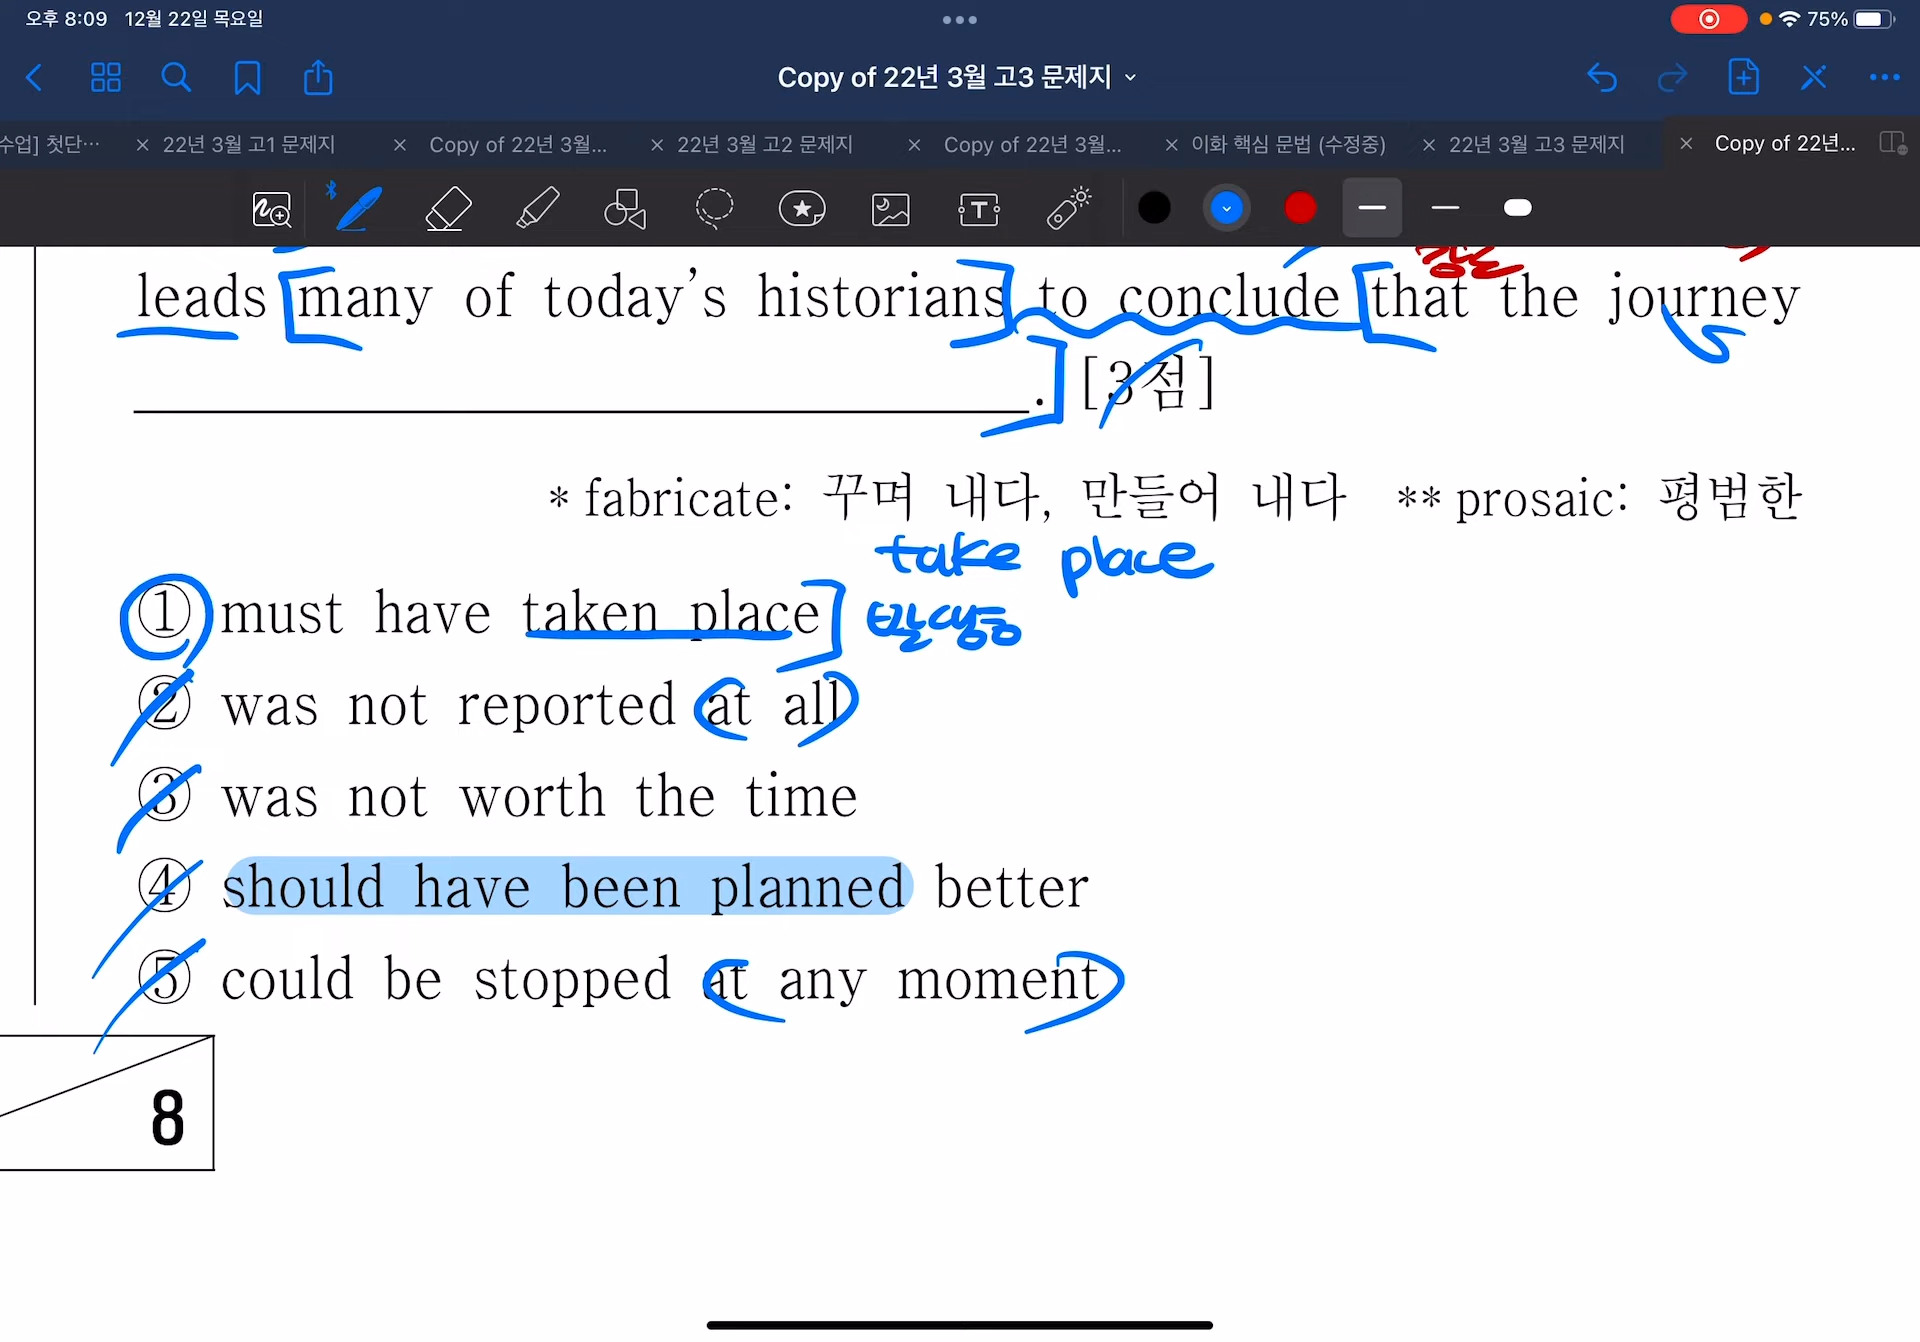 오후 8:09 12월 22일 목요일
75%
Copy of 22년 3월 고3 문제지
수업] 첫단… × 22년 3월 고1 문제지 × Copy of 22년 3월... × 22년 3월 고2 문제지 × Copy of 22년 3월... × 이화 핵심 문법 (수정중) × 22년 3월 고3 문제지 × Copy of 22년...
leads many of today's historians to conclude that the journey
. [3점]
* fabricate: 꾸며 내다, 만들어 내다 ** prosaic: 평범한
take place
① must have taken place 발생하다
② was not reported at all
③ was not worth the time
④ should have been planned better
⑤ could be stopped at any moment
8